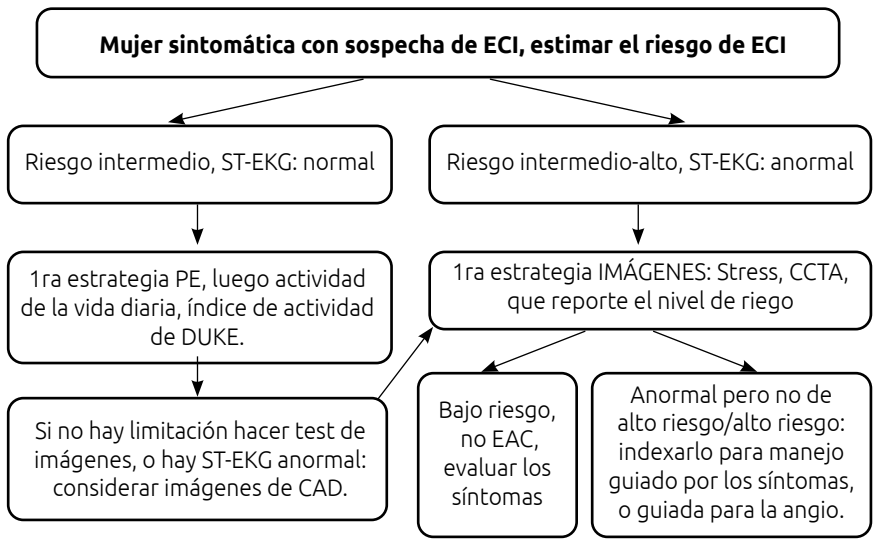 Mujer sintomática con sospecha de ECI, estimar el riesgo de ECI
Riesgo intermedio, ST-EKG: normal
Riesgo intermedio-alto, ST-EKG: anormal
1ra estrategia PE, luego actividad
de la vida diaria, índice de actividad
de DUKE.
1ra estrategia IMÁGENES: Stress, CCTA,
que reporte el nivel de riego
Si no hay limitación hacer test de
imágenes, o hay ST-EKG anormal:
considerar imágenes de CAD.
Bajo riesgo,
no EAC,
evaluar los
síntomas
Anormal pero no de
alto riesgo/alto riesgo:
indexarlo para manejo
guiado por los síntomas,
o guiada para la angio.